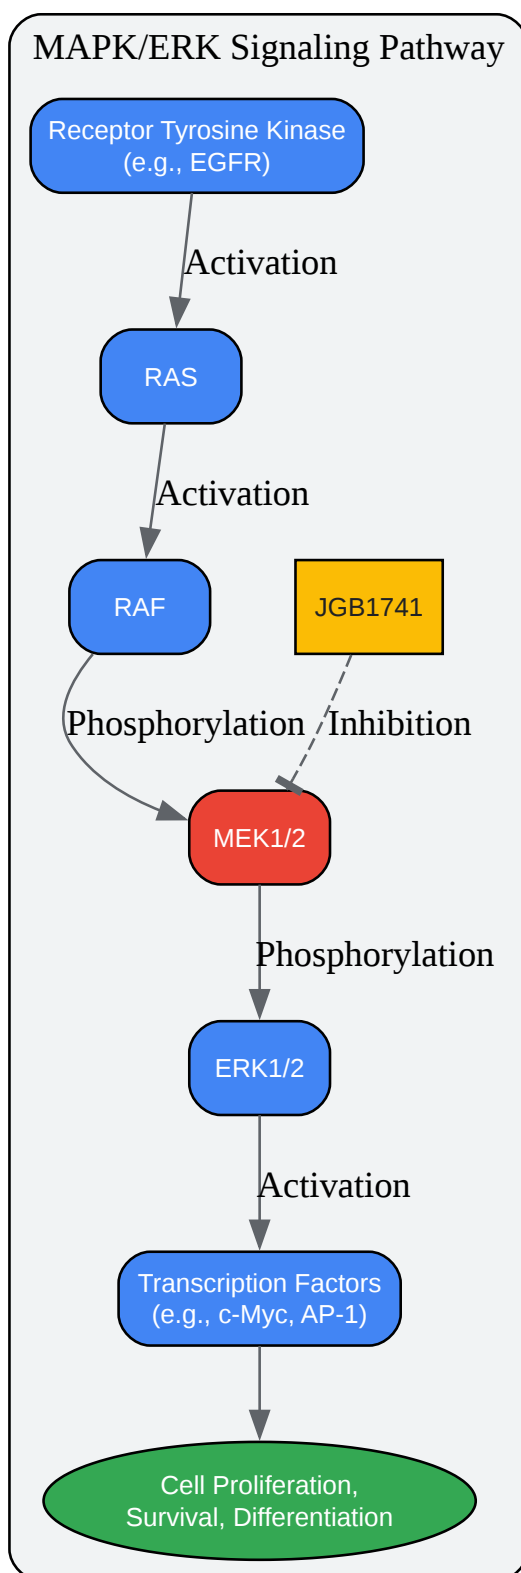 MAPK/ERK Signaling Pathway
Receptor Tyrosine Kinase
(e.g., EGFR)
Activation
RAS
Activation
RAF
JGB1741
Phosphorylation
Inhibition
MEK1/2
Phosphorylation
ERK1/2
Activation
Transcription Factors
(e.g., c-Myc, AP-1)
Cell Proliferation,
Survival, Differentiation